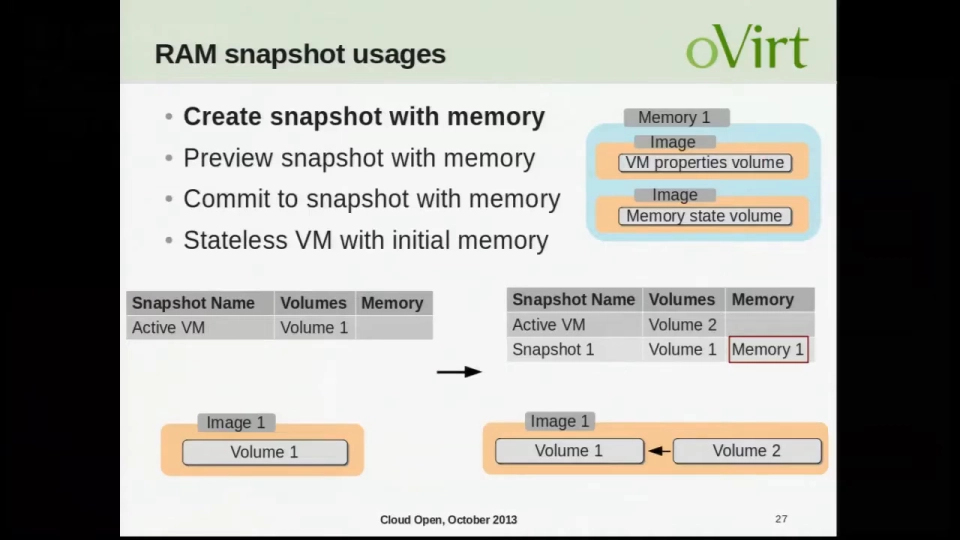 RAM snapshot usages
oVirt
• Create snapshot with memory
• Preview snapshot with memory
• Commit to snapshot with memory
• Stateless VM with initial memory
Memory 1
Image
VM properties volume
Image
Memory state volume
Snapshot Name Volumes Memory
Active VM Volume 1
Snapshot Name Volumes Memory
Active VM Volume 2
Snapshot 1 Volume 1 Memory 1
Image 1
Volume 1
Image 1
Volume 1 Volume 2
Cloud Open, October 2013
27